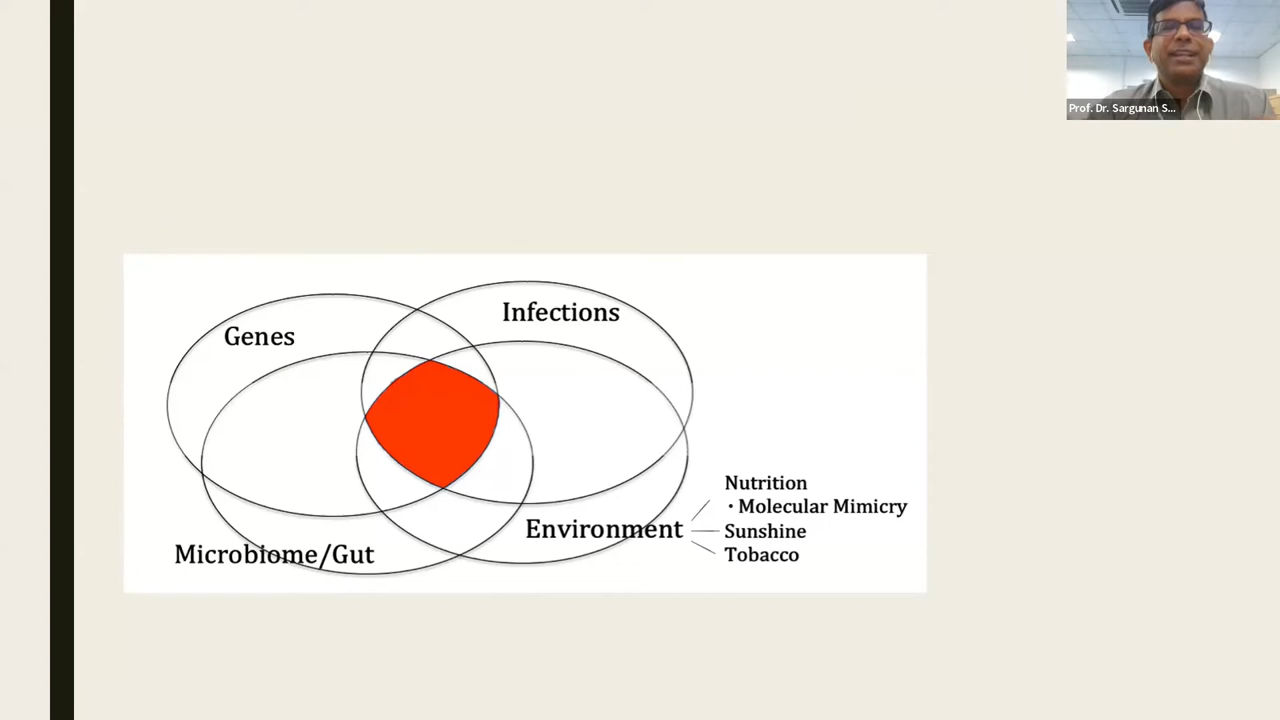 Prof. Dr. Sargunan S...
Infections
Genes
Nutrition
• Molecular Mimicry
Environment
Sunshine
Microbiome/Gut
Tobacco